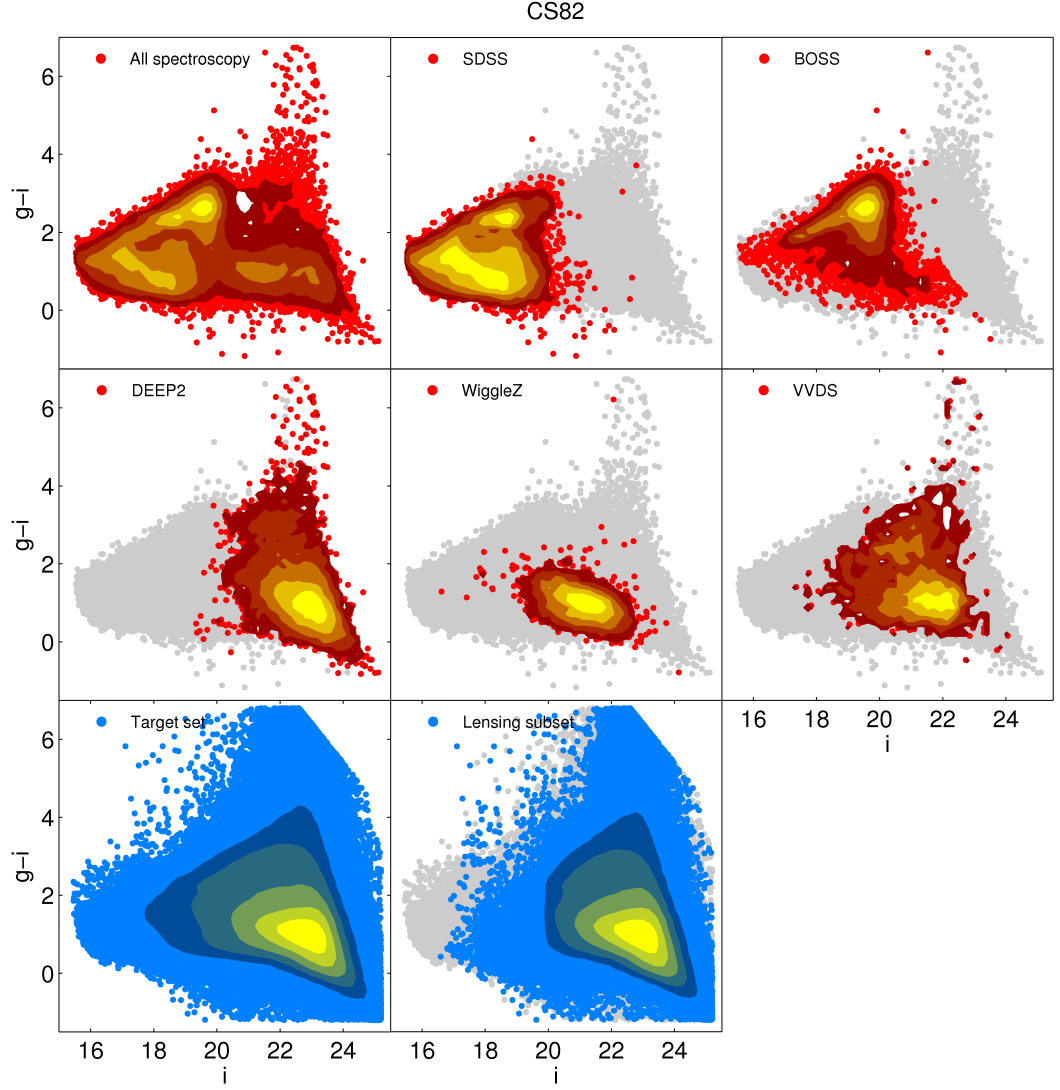 CS82
All spectroscopy
SDSS
BOSS
6
4
2
0
g−i
DEEP2
WiggleZ
VVDS
6
4
2
0
g−i
16 18 20 22 24
i
Target set
Lensing subset
6
4
2
0
g−i
16 18 20 22 24
i
16 18 20 22 24
i